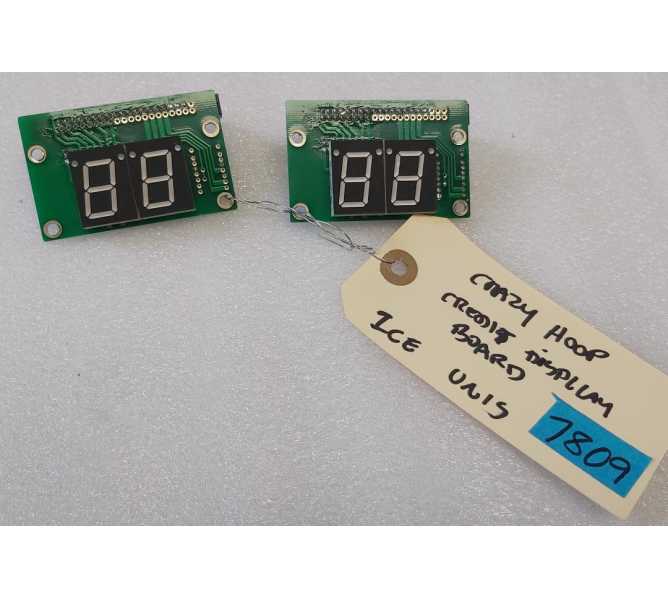 CRAZY HOOP
CREDIT DISPLAY
BOARD
ICE UNIS
7809